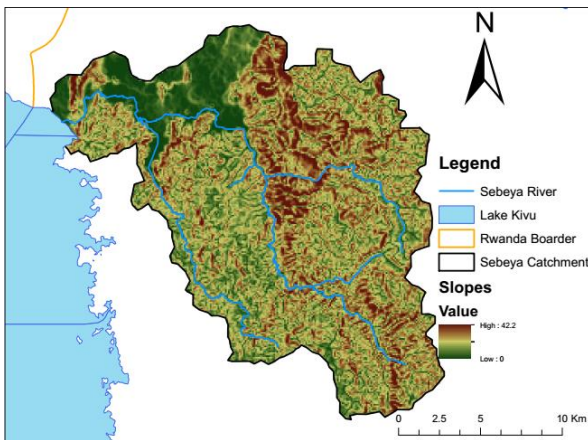 N
Legend
Sebeya River
Lake Kivu
Rwanda Boarder
Sebeya Catchment
Slopes
Value
High : 42.2
Low : 0
0 2.5 5 10 Km